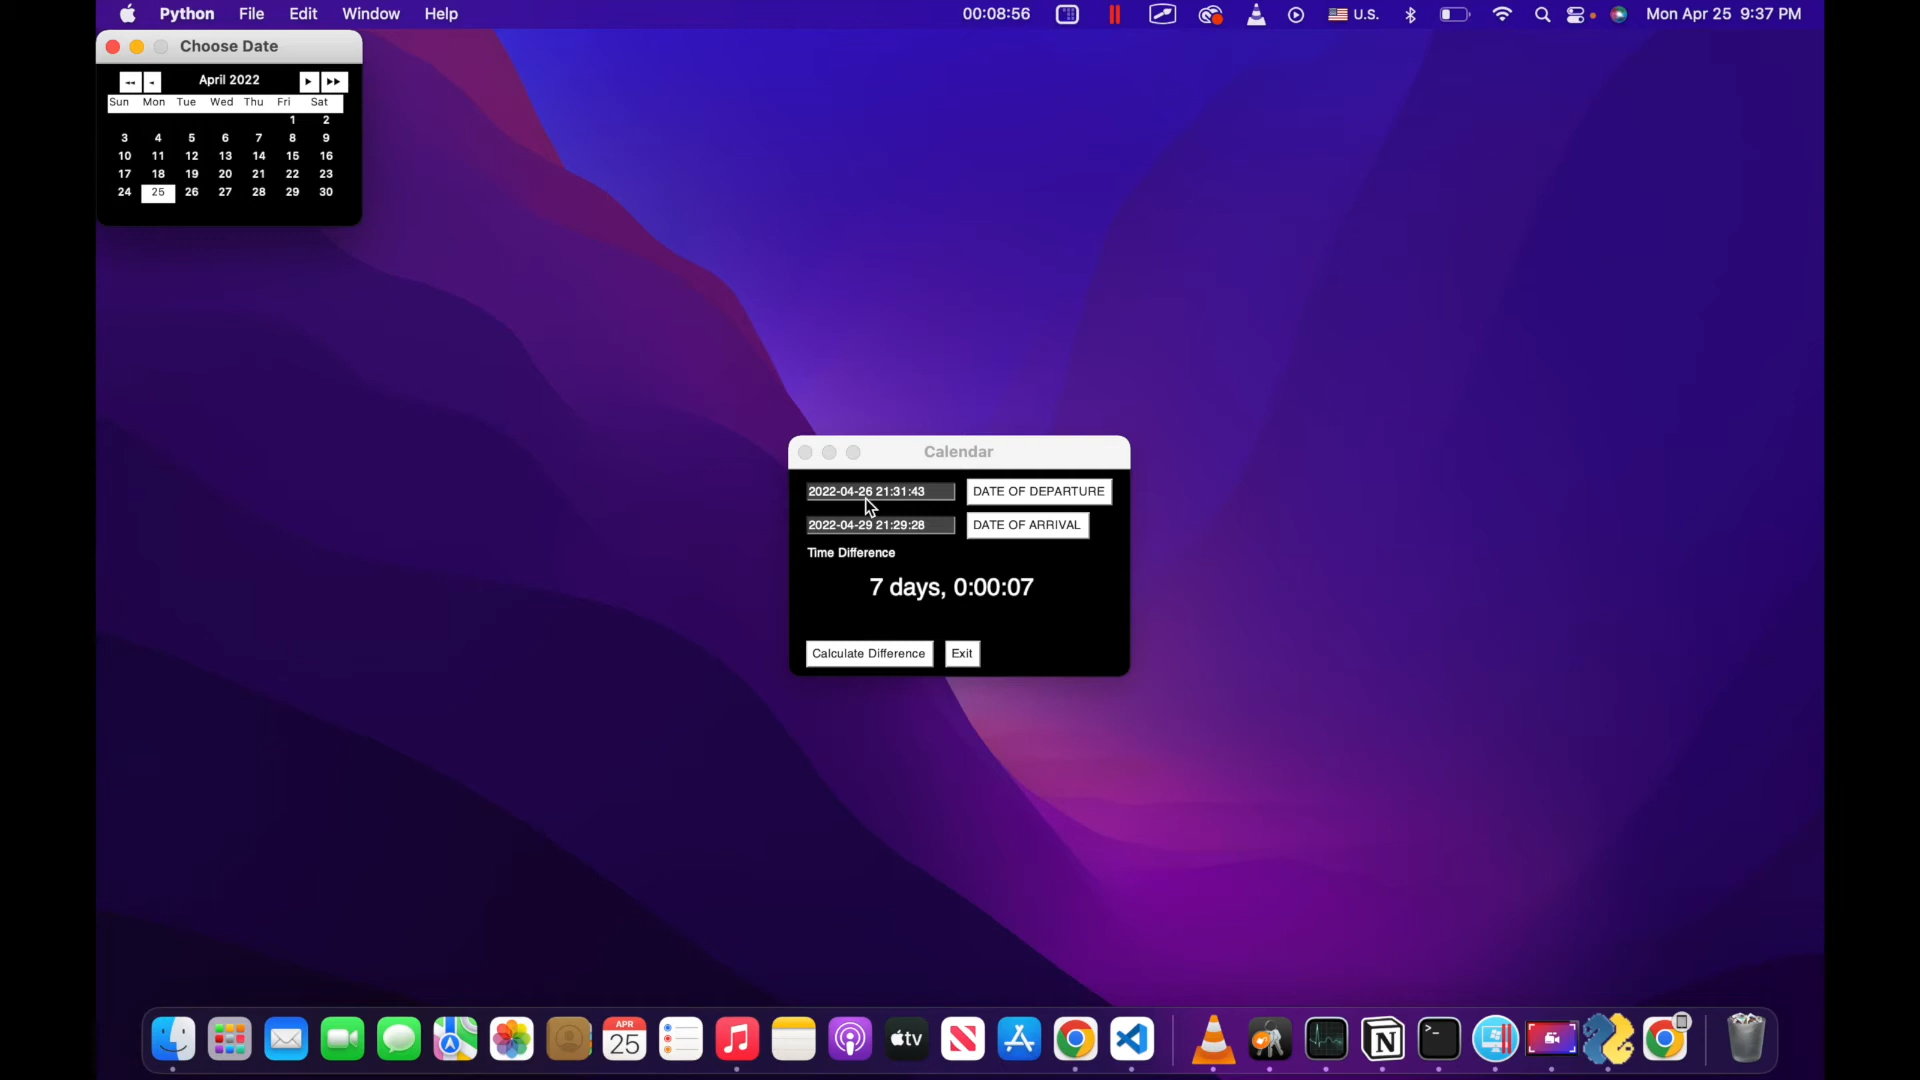 Python File Edit Window Help 00:08:56 U.S. Mon Apr 25 9:37 PM
Choose Date
April 2022
Sun Mon Tue Wed Thu Fri Sat
1 2
3 4 5 6 7 8 9
10 11 12 13 14 15 16
17 18 19 20 21 22 23
24 25 26 27 28 29 30
Calendar
2022-04-26 21:31:43 DATE OF DEPARTURE
2022-04-29 21:29:28 DATE OF ARRIVAL
Time Difference
7 days, 0:00:07
Calculate Difference Exit
APR
25
tv
N